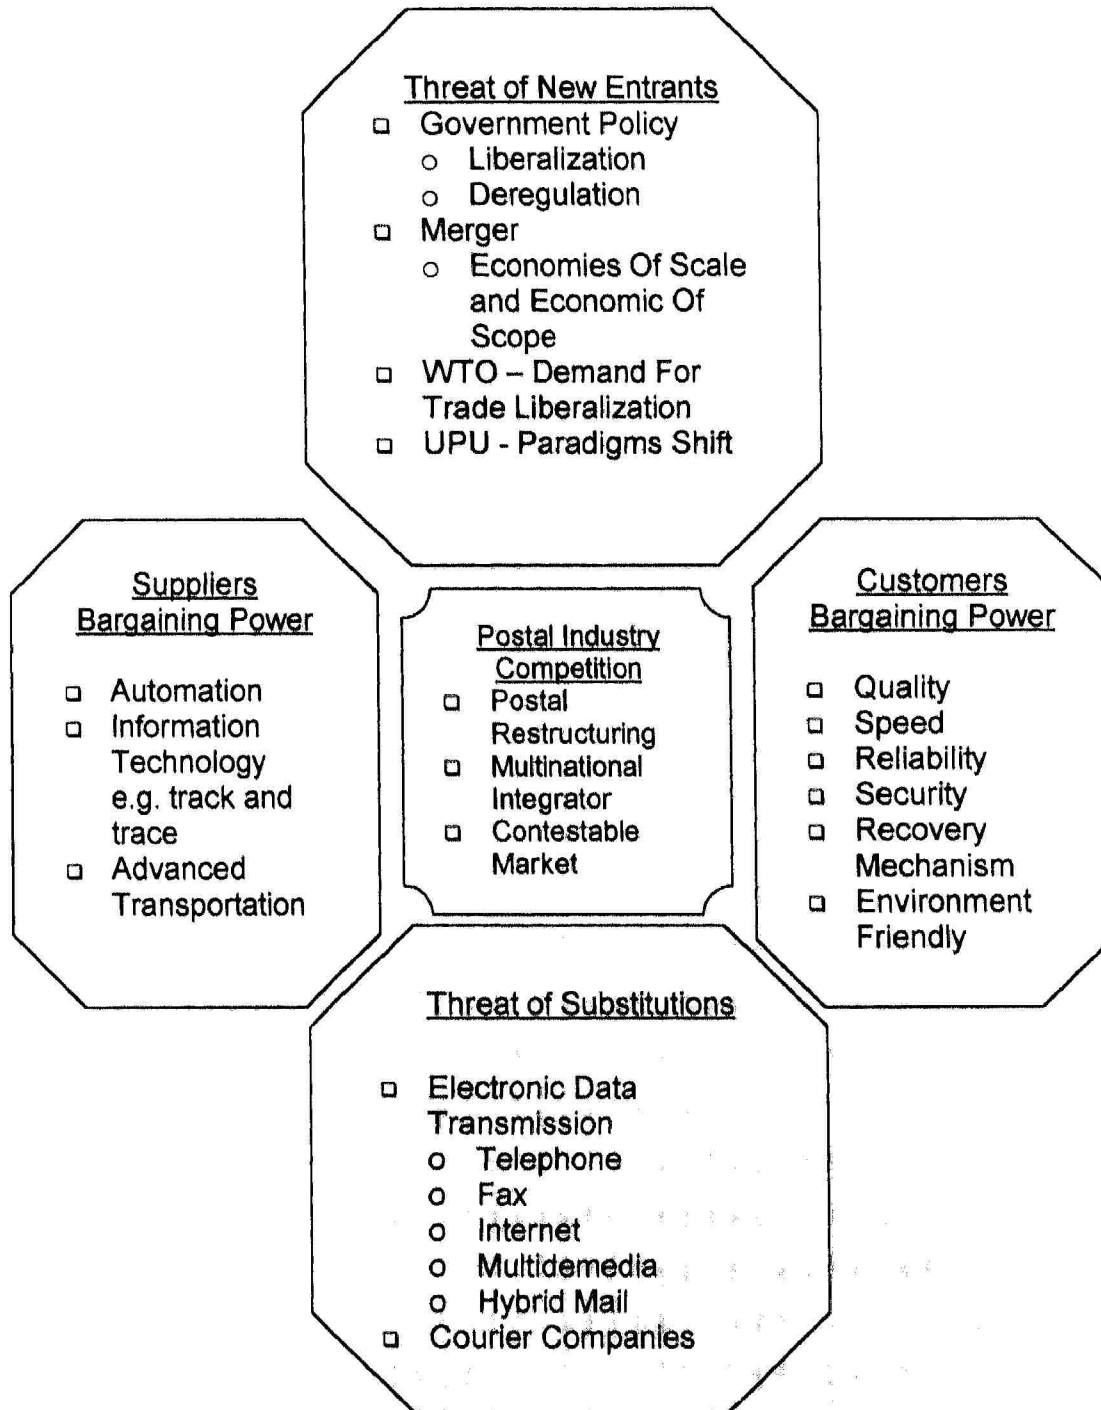 Threat of New Entrants
Government Policy
Liberalization
Deregulation
Merger
Economies Of Scale
and Economic Of
Scope
WTO – Demand For
Trade Liberalization
UPU - Paradigms Shift
Suppliers
Bargaining Power
Automation
Information
Technology
e.g. track and
trace
Advanced
Transportation
Postal Industry
Competition
Postal
Restructuring
Multinational
Integrator
Contestable
Market
Customers
Bargaining Power
Quality
Speed
Reliability
Security
Recovery
Mechanism
Environment
Friendly
Threat of Substitutions
Electronic Data
Transmission
Telephone
Fax
Internet
Multidemedia
Hybrid Mail
Courier Companies